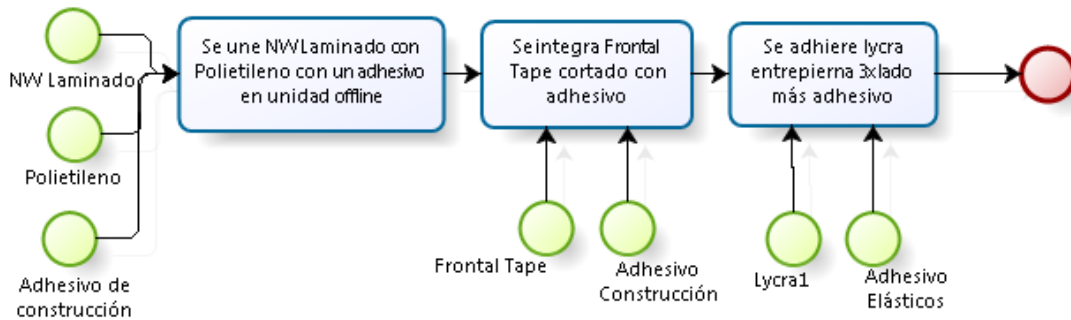 NW Laminado
Polietileno
Adhesivo de
construcción
Se une NW Laminado con
Polietileno con un adhesivo
en unidad offline
Se integra Frontal
Tape cortado con
adhesivo
Frontal Tape
Adhesivo
Construcción
Se adhiere lycra
entrepierna 3xlado
más adhesivo
Lycra1
Adhesivo
Elásticos